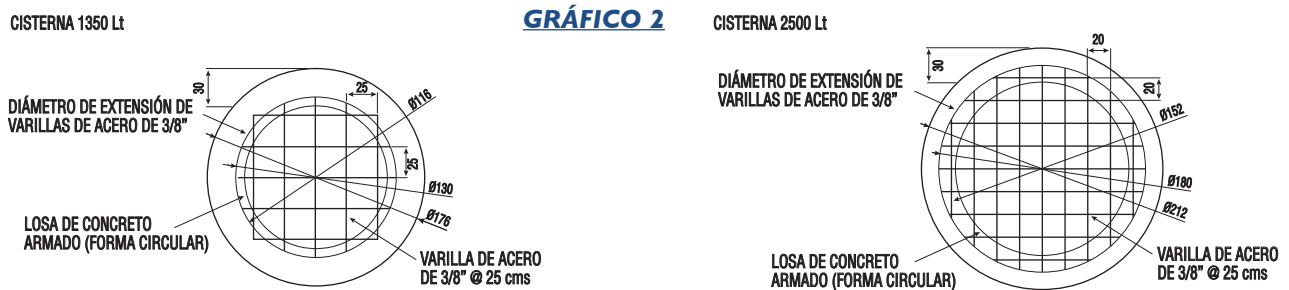 GRÁFICO 2
CISTERNA 1350 Lt
30
25
Ø116
DIÁMETRO DE EXTENSIÓN DE
VARILLAS DE ACERO DE 3/8”
25
Ø130
Ø176
LOSA DE CONCRETO
ARMADO (FORMA CIRCULAR)
VARILLA DE ACERO
DE 3/8” @ 25 cms
CISTERNA 2500 Lt
20
30
DIÁMETRO DE EXTENSIÓN DE
VARILLAS DE ACERO DE 3/8”
20
Ø152
Ø180
Ø212
LOSA DE CONCRETO
ARMADO (FORMA CIRCULAR)
VARILLA DE ACERO
DE 3/8” @ 25 cms